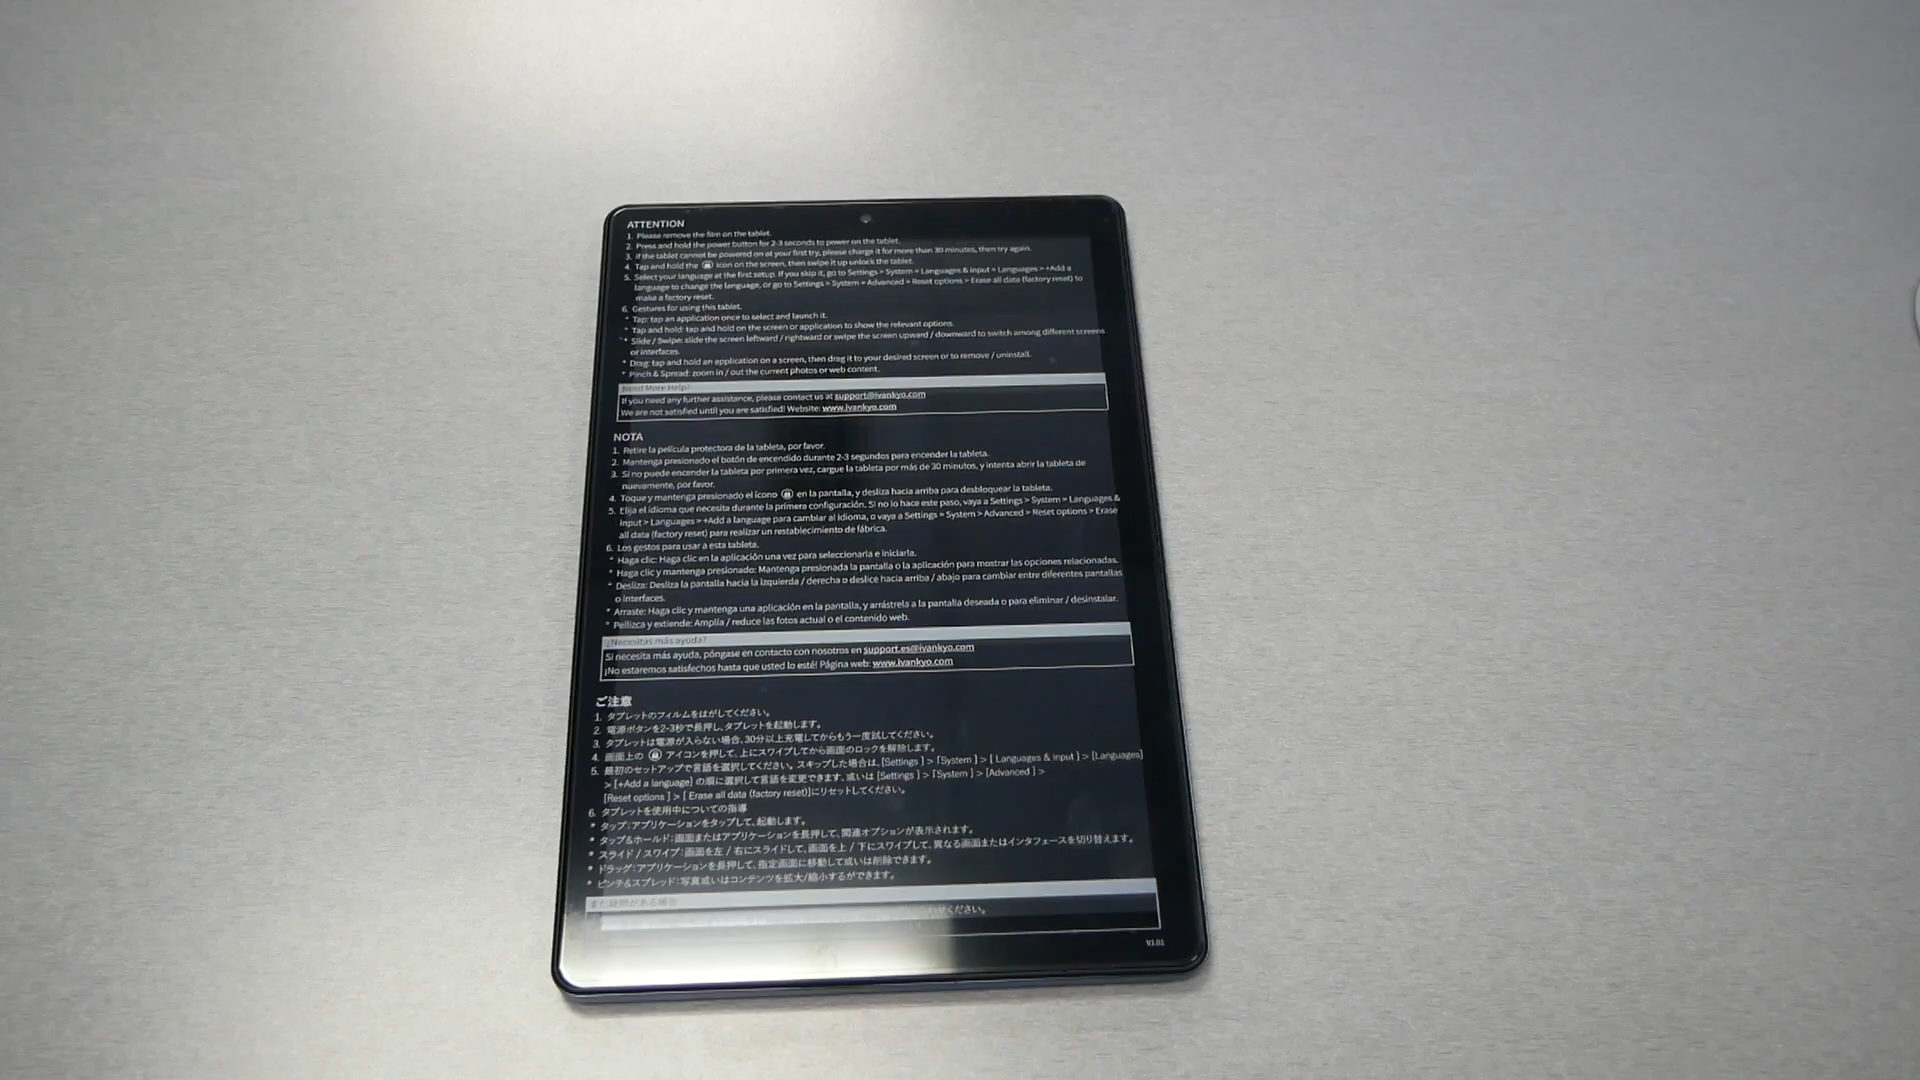 ATTENTION
1. Please remove the film on the tablet.
2. Press and hold the power button for 2-3 seconds to power on the tablet.
3. If the tablet cannot be powered on at your first try, please charge it for more than 30 minutes, then try again.
4. Tap and hold the icon on the screen, then swipe it up unlock the tablet.
5. Select your language at the first setup. If you skip it, go to Settings > System > Languages & input > Languages > +Add a
language to change the language, or go to Settings > System > Advanced > Reset options > Erase all data (factory reset) to
make a factory reset.
6. Gestures for using this tablet.
* Tap: tap an application once to select and launch it.
* Tap and hold: tap and hold on the screen or application to show the relevant options.
* Slide / Swipe: slide the screen leftward / rightward or swipe the screen upward / downward to switch among different screens
or interfaces.
* Drag: tap and hold an application on a screen, then drag it to your desired screen or to remove / uninstall.
* Pinch & Spread: zoom in / out the current photos or web content.
Need More Help?
If you need any further assistance, please contact us at support@ivankyo.com
We are not satisfied until you are satisfied! Website: www.ivankyo.com
NOTA
1. Retire la película protectora de la tableta, por favor.
2. Mantenga presionado el botón de encendido durante 2-3 segundos para encender la tableta.
3. Si no puede encender la tableta por primera vez, cargue la tableta por más de 30 minutos, y intenta abrir la tableta de
nuevamente, por favor.
4. Toque y mantenga presionado el ícono en la pantalla, y desliza hacia arriba para desbloquear la tableta.
5. Elija el idioma que necesita durante la primera configuración. Si no lo hace este paso, vaya a Settings > System > Languages &
input > Languages > +Add a language para cambiar al idioma, o vaya a Settings > System > Advanced > Reset options > Erase
all data (factory reset) para realizar un restablecimiento de fábrica.
6. Los gestos para usar a esta tableta.
* Haga clic: Haga clic en la aplicación una vez para seleccionarla e iniciarla.
* Haga clic y mantenga presionado: Mantenga presionada la pantalla o la aplicación para mostrar las opciones relacionadas.
* Desliza: Desliza la pantalla hacia la izquierda / derecha o deslice hacia arriba / abajo para cambiar entre diferentes pantallas
o interfaces.
* Arraste: Haga clic y mantenga una aplicación en la pantalla, y arrástrela a la pantalla deseada o para eliminar / desinstalar.
* Pellizca y extiende: Amplía / reduce las fotos actual o el contenido web.
¿Necesitas más ayuda?
Si necesita más ayuda, póngase en contacto con nosotros en support.es@ivankyo.com
¡No estaremos satisfechos hasta que usted lo esté! Página web: www.ivankyo.com
ご注意
1. タブレットのフィルムをはがしてください。
2. 電源ボタンを2-3秒で長押し、タブレットを起動します。
3. タブレットは電源が入らない場合、30分以上充電してからもう一度試してください。
4. 画面上の アイコンを押して、上にスワイプしてから画面のロックを解除します。
5. 最初のセットアップで言語を選択してください。スキップした場合は、[Settings ] > 「System ] > [ Languages & input ] > [Languages]
> [+Add a language] の順に選択して言語を変更できます、或いは [Settings ] > 「System ] > [Advanced ] >
[Reset options ] > [ Erase all data (factory reset)]にリセットしてください。
6. タブレットを使用中についての指導
* タップ:アプリケーションをタップして、起動します。
* タップ&ホールド:画面またはアプリケーションを長押して、関連オプションが表示されます。
* スライド / スワイプ:画面を左 / 右にスライドして、画面を上 / 下にスワイプして、異なる画面またはインタフェースを切り替えます。
* ドラッグ:アプリケーションを長押して、指定画面に移動して或いは削除できます。
* ピンチ&スプレッド:写真或いはコンテンツを拡大/縮小するができます。
また疑問がある場合
ください。
V1.01